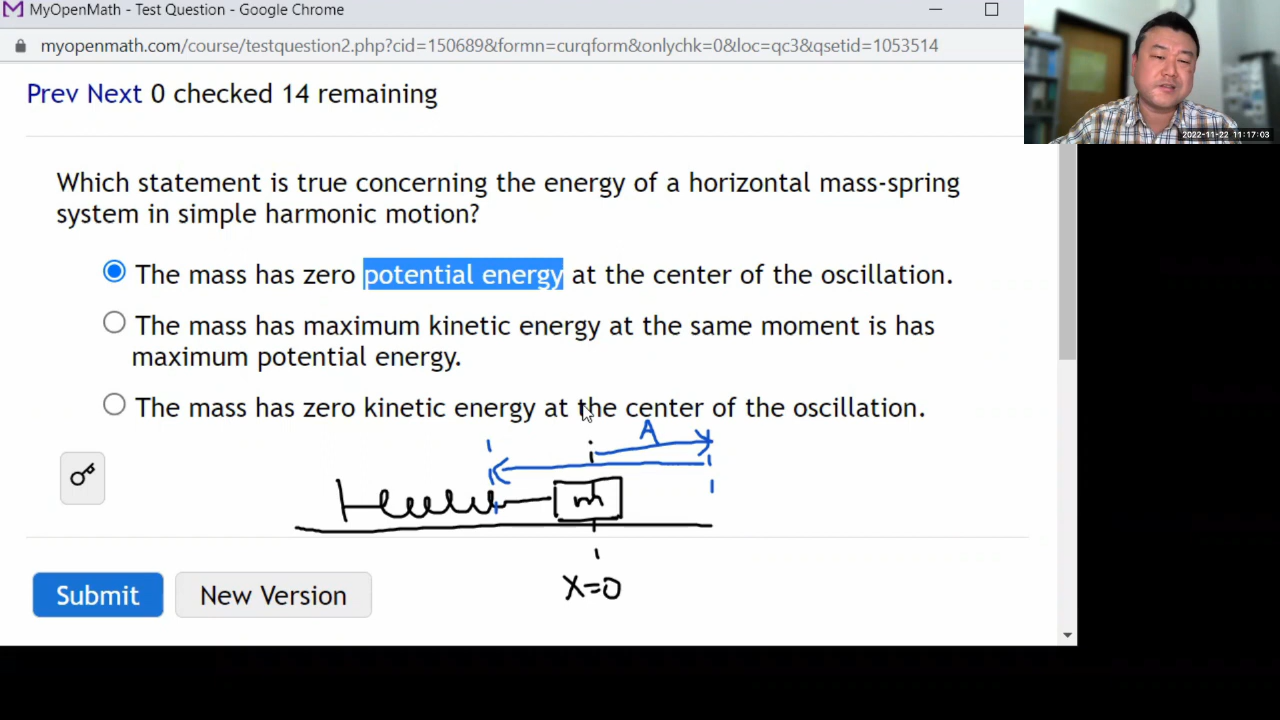 MyOpenMath - Test Question - Google Chrome
myopenmath.com/course/testquestion2.php?cid=150689&formn=curqform&onlychk=0&loc=qc3&qsetid=1053514
2022-11-22 11:17:03
Prev Next 0 checked 14 remaining
Which statement is true concerning the energy of a horizontal mass-spring
system in simple harmonic motion?
The mass has zero potential energy at the center of the oscillation.
The mass has maximum kinetic energy at the same moment is has
maximum potential energy.
The mass has zero kinetic energy at the center of the oscillation.
A
m
x=0
Submit
New Version